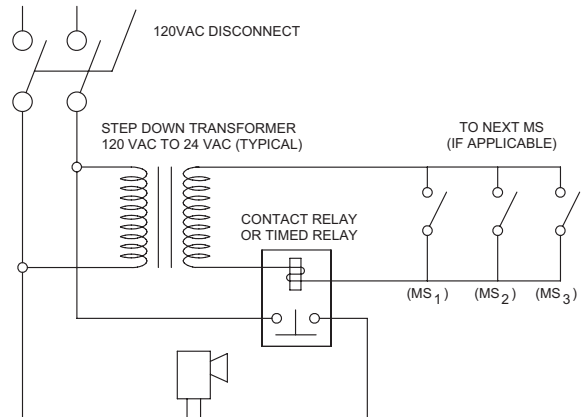 120VAC DISCONNECT
STEP DOWN TRANSFORMER
120 VAC TO 24 VAC (TYPICAL)
TO NEXT MS
(IF APPLICABLE)
CONTACT RELAY
OR TIMED RELAY
(MS1) (MS2) (MS3)